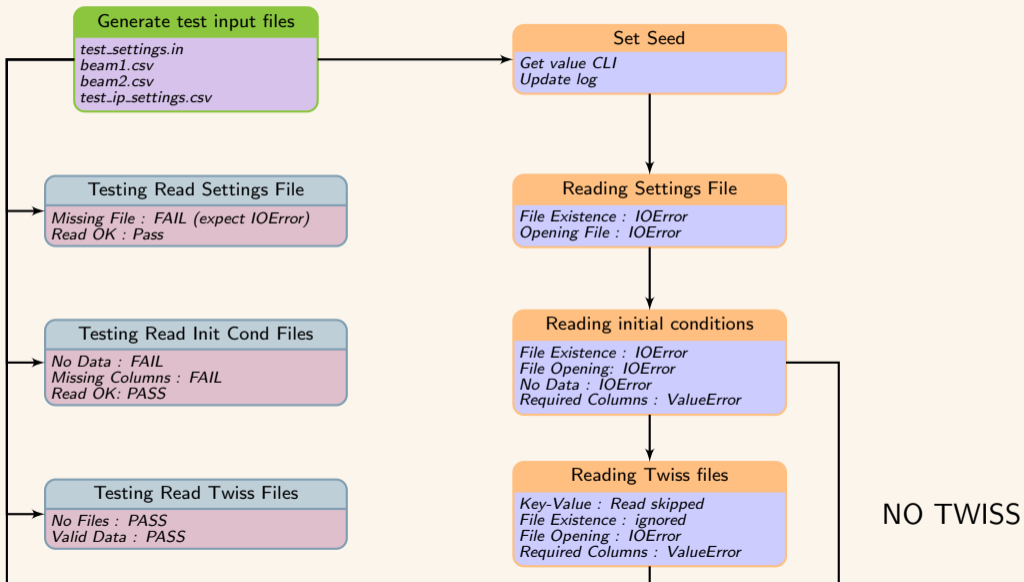 Generate test input files
test_settings.in
beam1.csv
beam2.csv
test_ip_settings.csv
Set Seed
Get value CLI
Update log
Testing Read Settings File
Missing File : FAIL (expect IOError)
Read OK : Pass
Reading Settings File
File Existence : IOError
Opening File : IOError
Testing Read Init Cond Files
No Data : FAIL
Missing Columns : FAIL
Read OK: PASS
Reading initial conditions
File Existence : IOError
File Opening: IOError
No Data : IOError
Required Columns : ValueError
Testing Read Twiss Files
No Files : PASS
Valid Data : PASS
Reading Twiss files
Key-Value : Read skipped
File Existence : ignored
File Opening : IOError
Required Columns : ValueError
NO TWISS